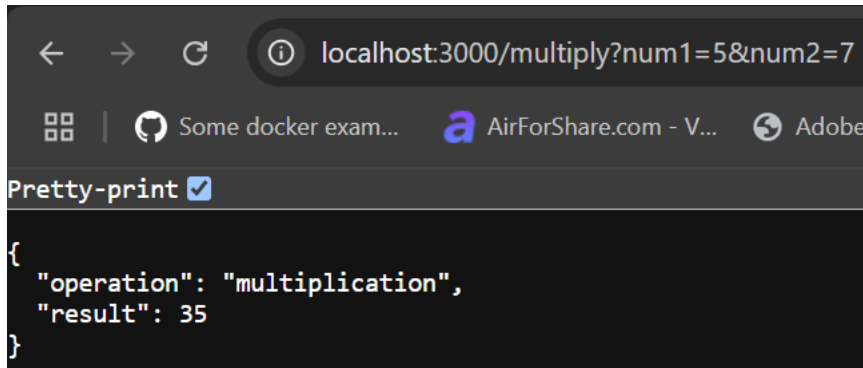 localhost:3000/multiply?num1=5&num2=7
Some docker exam... AirForShare.com - V... Adobe
Pretty-print
{
"operation": "multiplication",
"result": 35
}